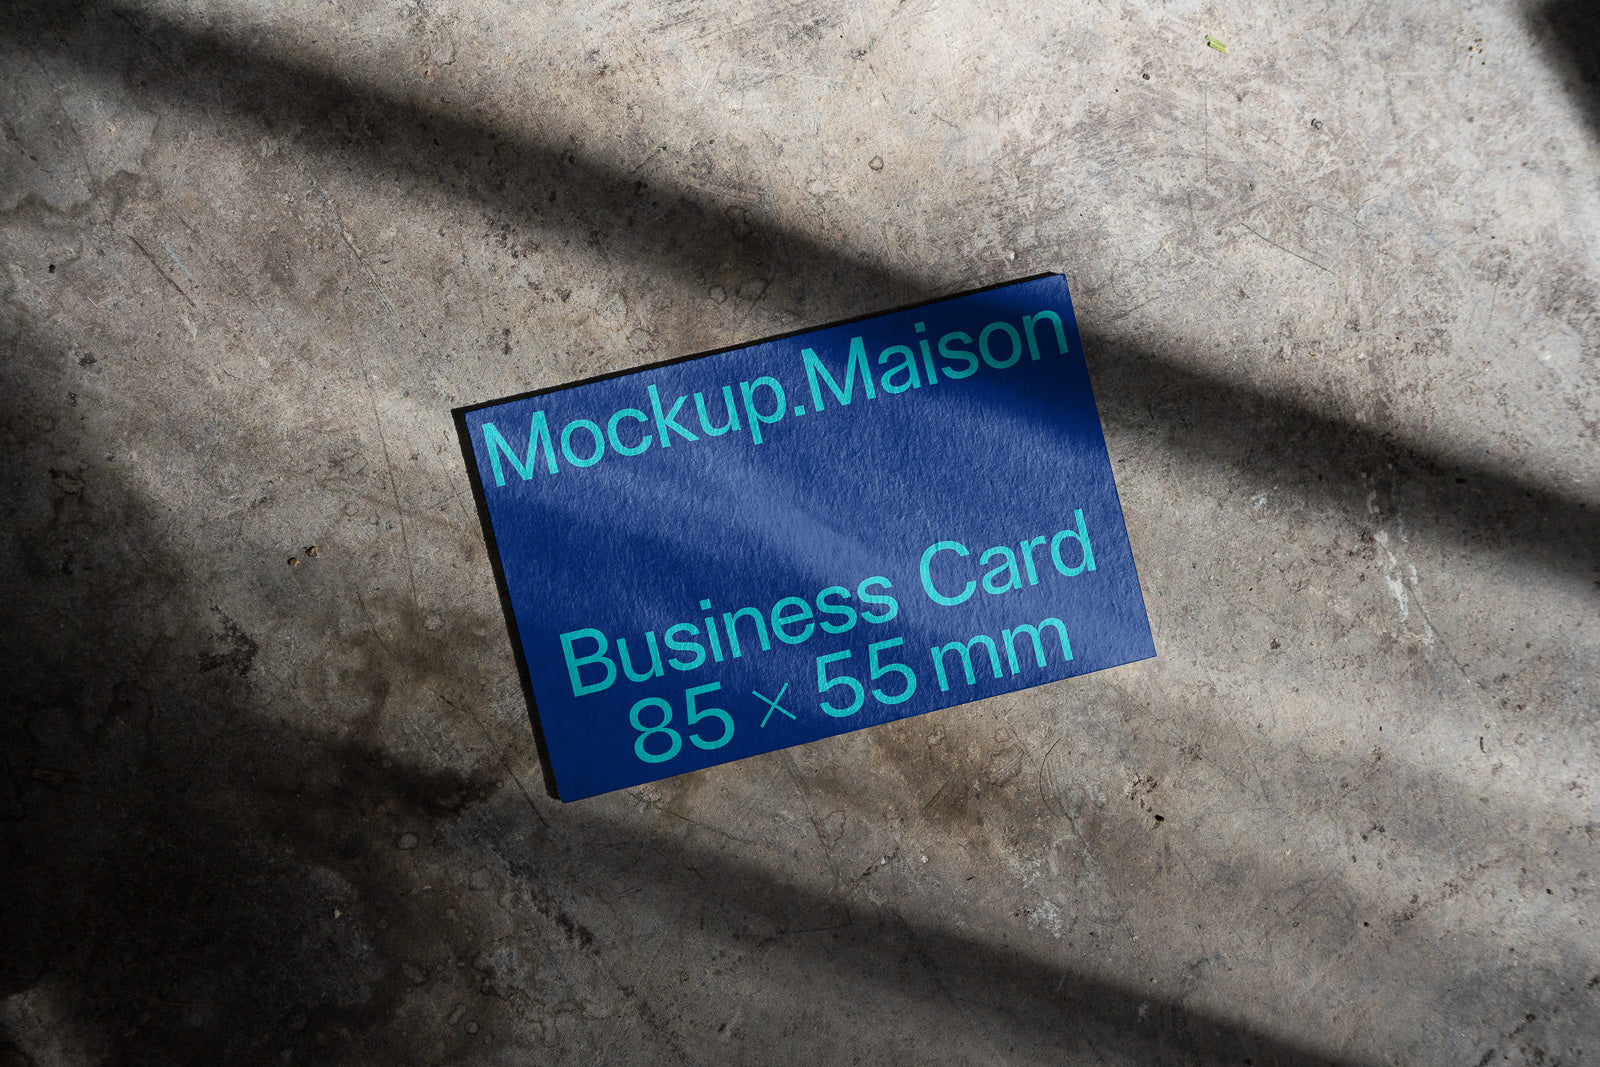 Mockup.Maison
Business Card
85 × 55 mm